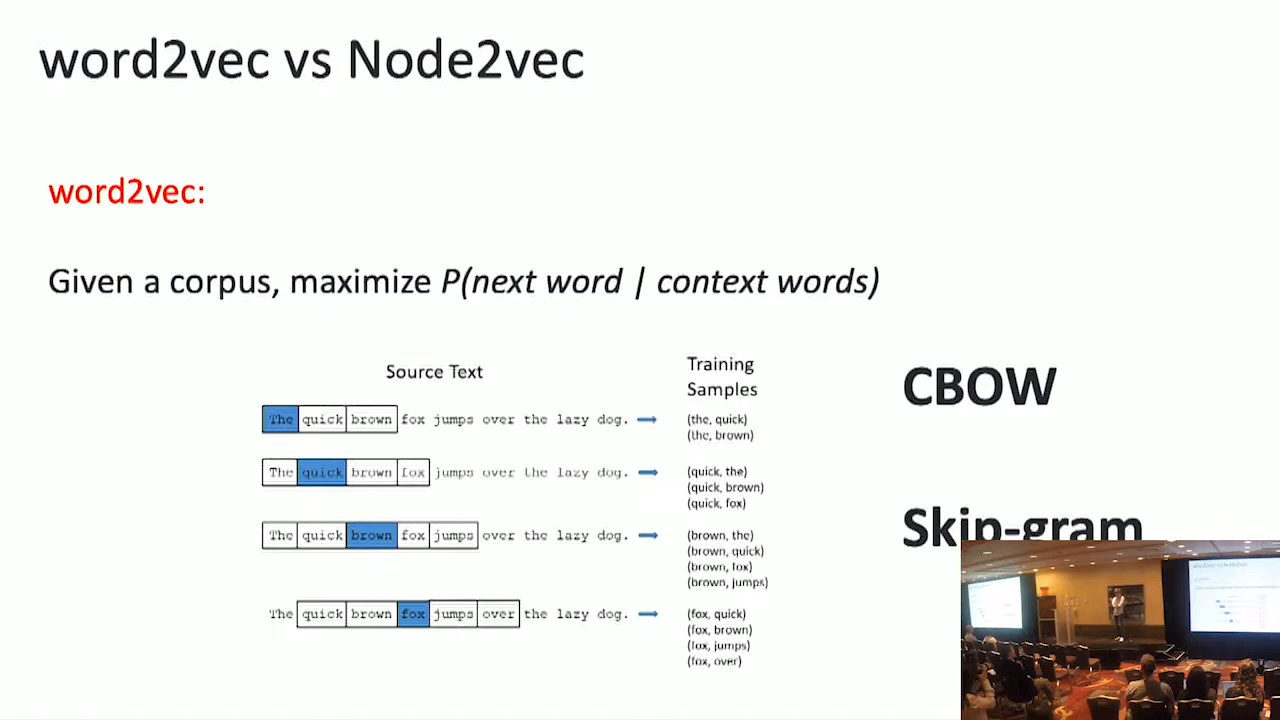 word2vec vs Node2vec
word2vec:
Given a corpus, maximize P(next word | context words)
Source Text
Training
Samples
The quick brown fox jumps over the lazy dog.
(the, quick)
(the, brown)
The quick brown fox jumps over the lazy dog.
(quick, the)
(quick, brown)
(quick, fox)
The quick brown fox jumps over the lazy dog.
(brown, the)
(brown, quick)
(brown, fox)
(brown, jumps)
The quick brown fox jumps over the lazy dog.
(fox, quick)
(fox, brown)
(fox, jumps)
(fox, over)
CBOW
Skip-gram
word2vec vs Node2vec